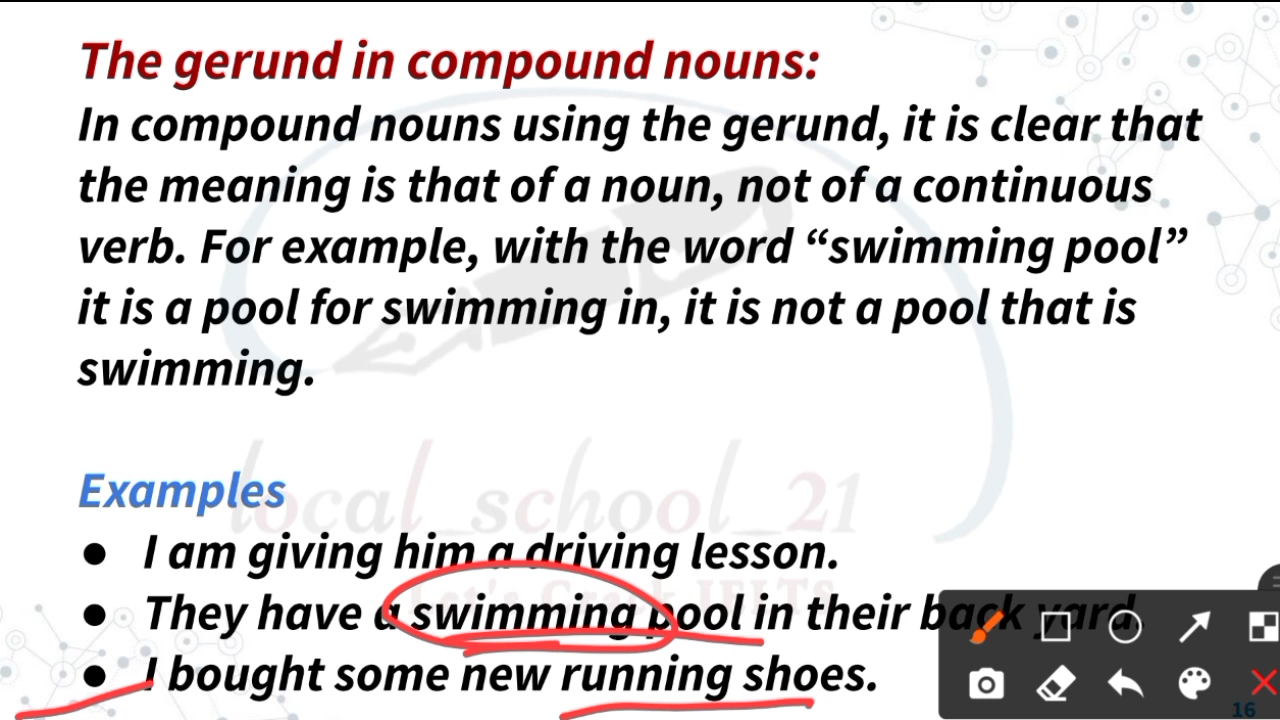 The gerund in compound nouns:
In compound nouns using the gerund, it is clear that
the meaning is that of a noun, not of a continuous
verb. For example, with the word “swimming pool”
it is a pool for swimming in, it is not a pool that is
swimming.
Examples
local_school_21
● I am giving him a driving lesson.
Let's Crack IELTS
● They have a swimming pool in their back yard.
● I bought some new running shoes.
16